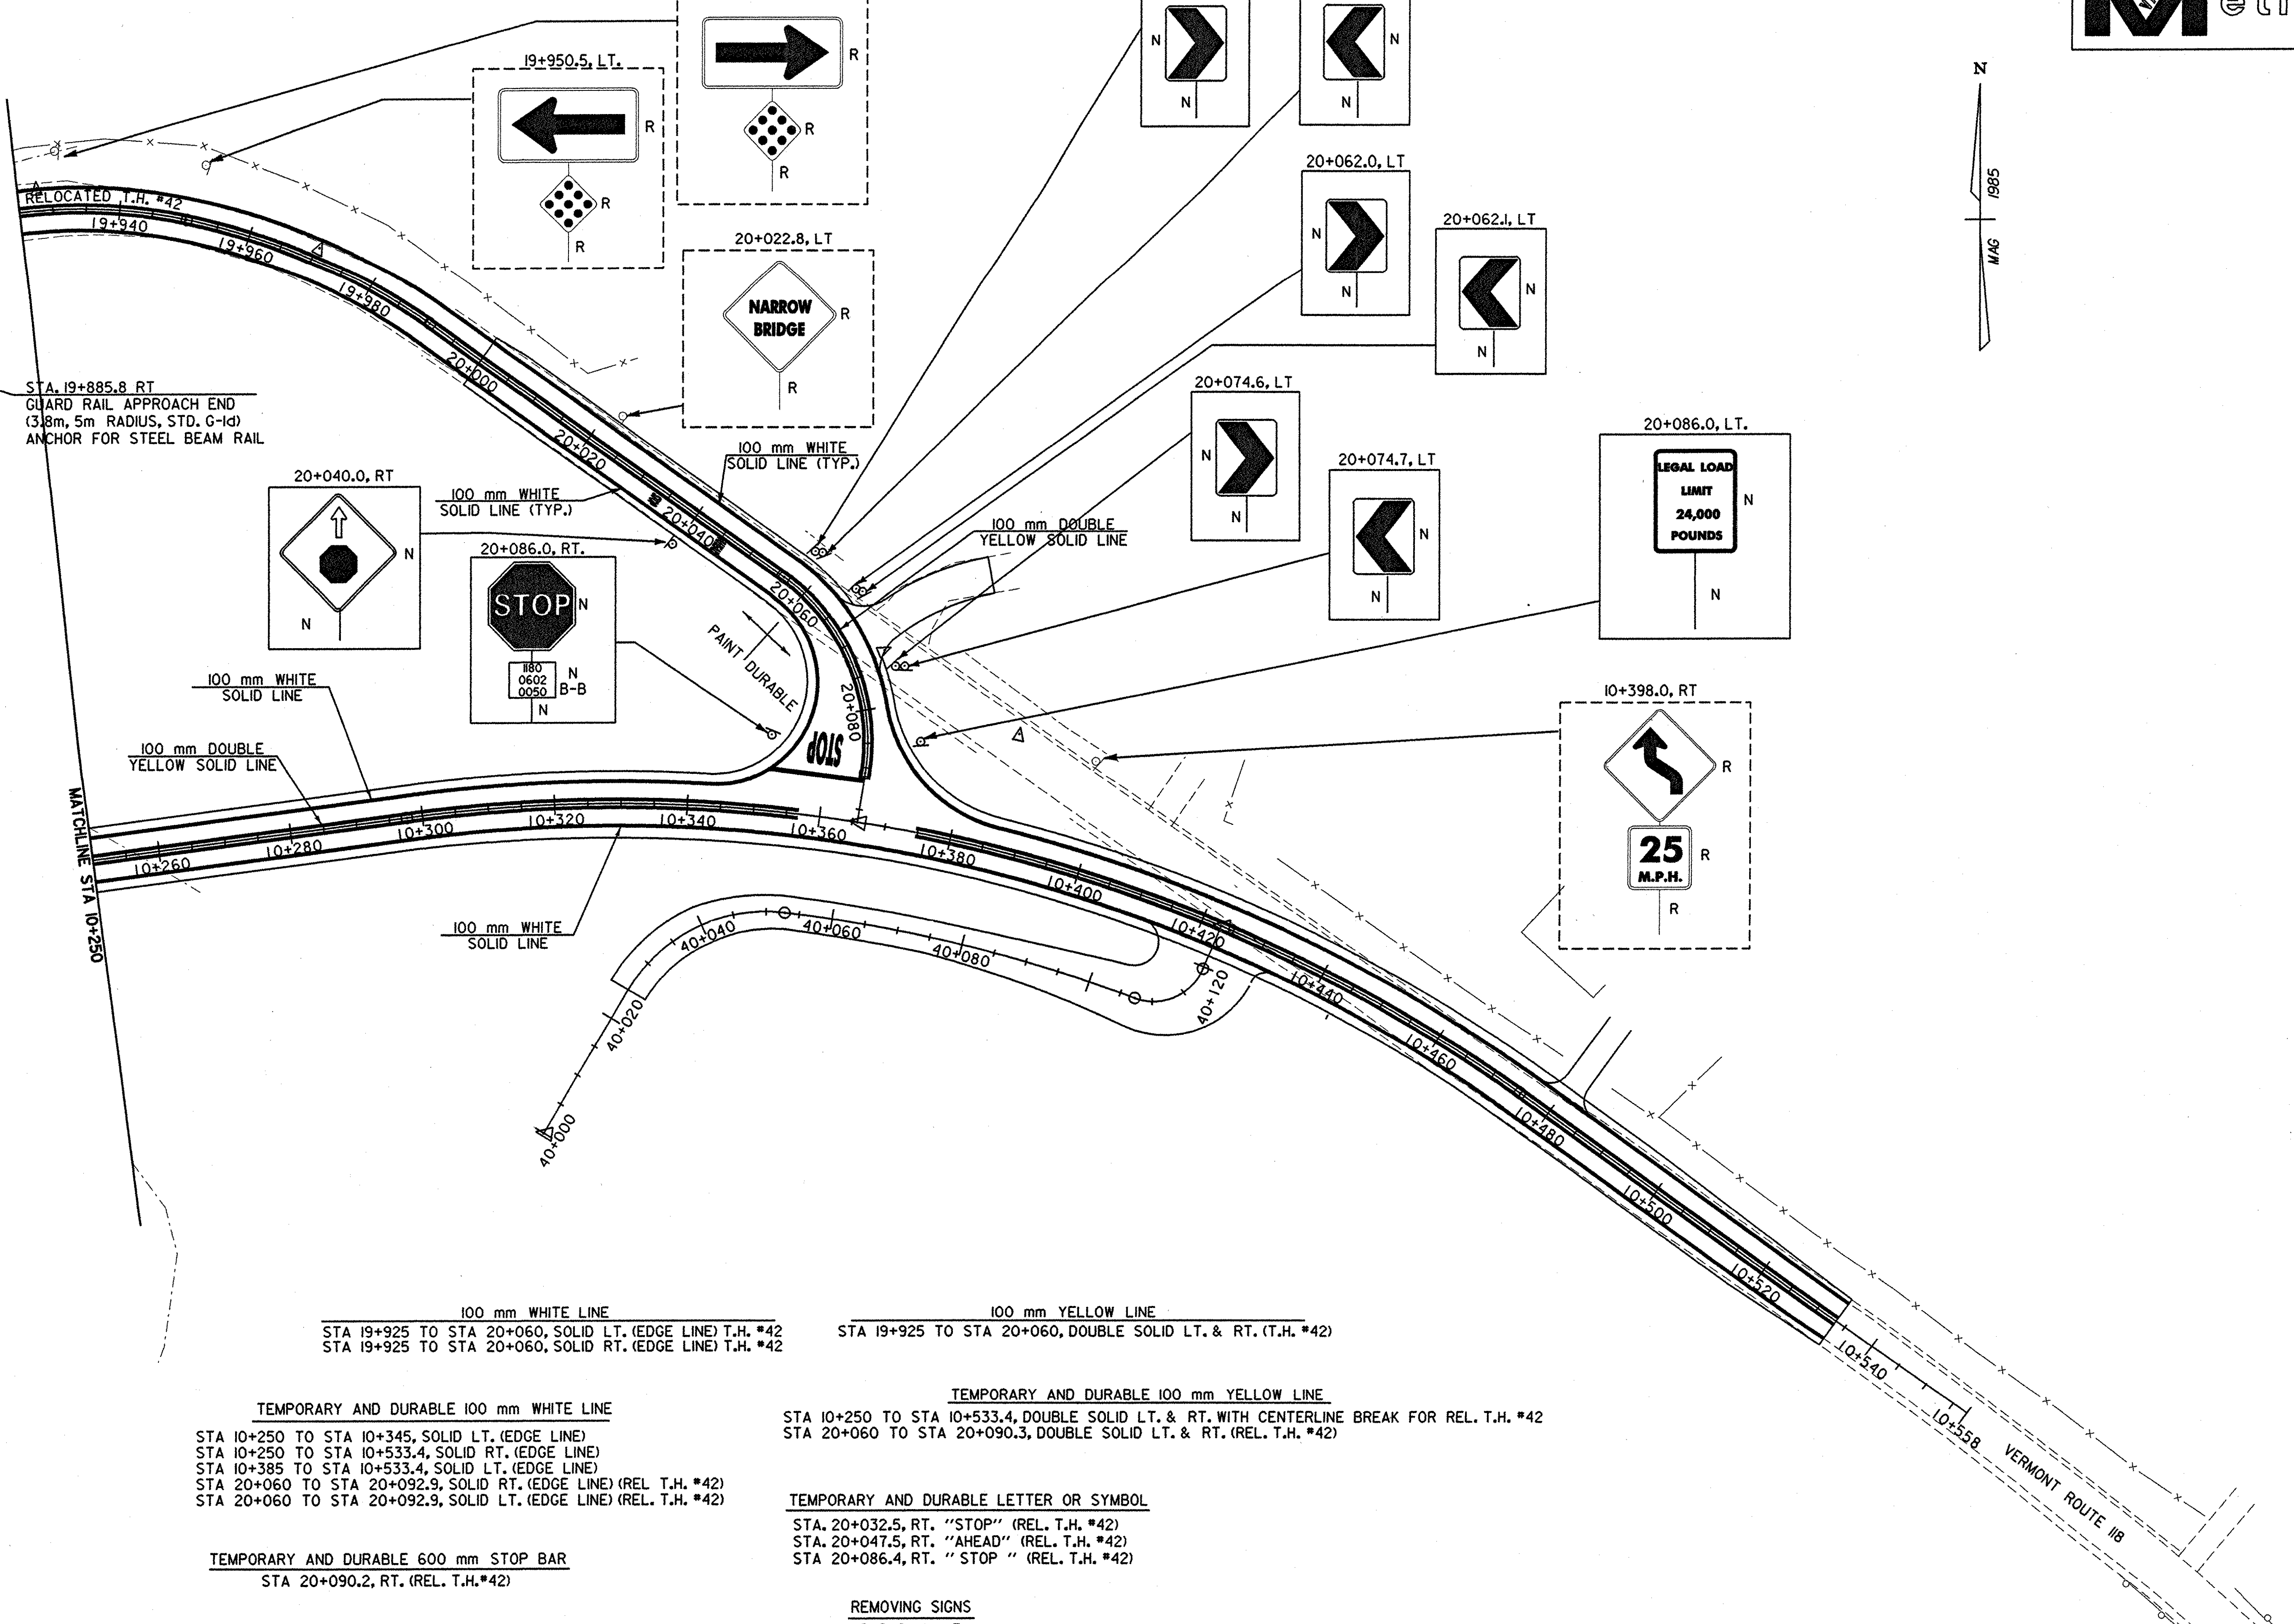 N
MAG 1985
R
R
R
19+950.5, LT.
R
R
R
N
N
N
N
20+062.0, LT
N
N
20+062.1, LT
N
N
RELOCATED T.H. #42
19+940
19+960
19+980
20+000
20+020
20+040
20+060
20+080
20+022.8, LT
NARROW
BRIDGE
R
R
STA. 19+885.8 RT
GUARD RAIL APPROACH END
(3.8m, 5m RADIUS, STD. G-1d)
ANCHOR FOR STEEL BEAM RAIL
100 mm WHITE
SOLID LINE (TYP.)
100 mm WHITE
SOLID LINE (TYP.)
20+040.0, RT
N
N
20+086.0, RT.
STOP
N
1180
0602
0050
N
B-B
N
20+074.6, LT
N
N
20+074.7, LT
N
N
100 mm DOUBLE
YELLOW SOLID LINE
20+086.0, LT.
LEGAL LOAD
LIMIT
24,000
POUNDS
N
N
PAINT DURABLE
STOP
100 mm WHITE
SOLID LINE
100 mm DOUBLE
YELLOW SOLID LINE
10+398.0, RT
R
25
M.P.H.
R
R
MATCHLINE STA 10+250
10+260
10+280
10+300
10+320
10+340
10+360
10+380
10+400
10+420
10+440
10+460
10+480
10+500
10+520
10+540
10+558
VERMONT ROUTE 118
100 mm WHITE
SOLID LINE
40+000
40+020
40+040
40+060
40+080
40+120
100 mm WHITE LINE
STA 19+925 TO STA 20+060, SOLID LT. (EDGE LINE) T.H. #42
STA 19+925 TO STA 20+060, SOLID RT. (EDGE LINE) T.H. #42
100 mm YELLOW LINE
STA 19+925 TO STA 20+060, DOUBLE SOLID LT. & RT. (T.H. #42)
TEMPORARY AND DURABLE 100 mm WHITE LINE
STA 10+250 TO STA 10+345, SOLID LT. (EDGE LINE)
STA 10+250 TO STA 10+533.4, SOLID RT. (EDGE LINE)
STA 10+385 TO STA 10+533.4, SOLID LT. (EDGE LINE)
STA 20+060 TO STA 20+092.9, SOLID RT. (EDGE LINE) (REL T.H. #42)
STA 20+060 TO STA 20+092.9, SOLID LT. (EDGE LINE) (REL. T.H. #42)
TEMPORARY AND DURABLE 100 mm YELLOW LINE
STA 10+250 TO STA 10+533.4, DOUBLE SOLID LT. & RT. WITH CENTERLINE BREAK FOR REL. T.H. #42
STA 20+060 TO STA 20+090.3, DOUBLE SOLID LT. & RT. (REL. T.H. #42)
TEMPORARY AND DURABLE LETTER OR SYMBOL
STA. 20+032.5, RT. "STOP" (REL. T.H. #42)
STA. 20+047.5, RT. "AHEAD" (REL. T.H. #42)
STA 20+086.4, RT. " STOP " (REL. T.H. #42)
TEMPORARY AND DURABLE 600 mm STOP BAR
STA 20+090.2, RT. (REL. T.H.#42)
REMOVING SIGNS